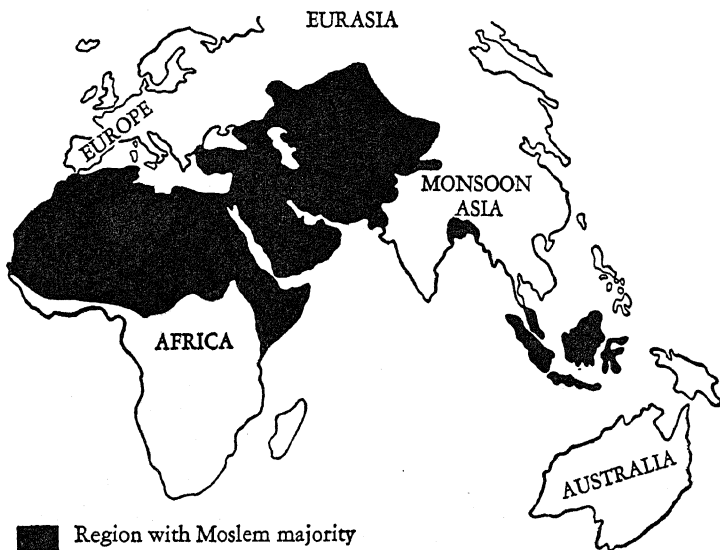 EURASIA
EUROPE
MONSOON
ASIA
AFRICA
AUSTRALIA
Region with Moslem majority